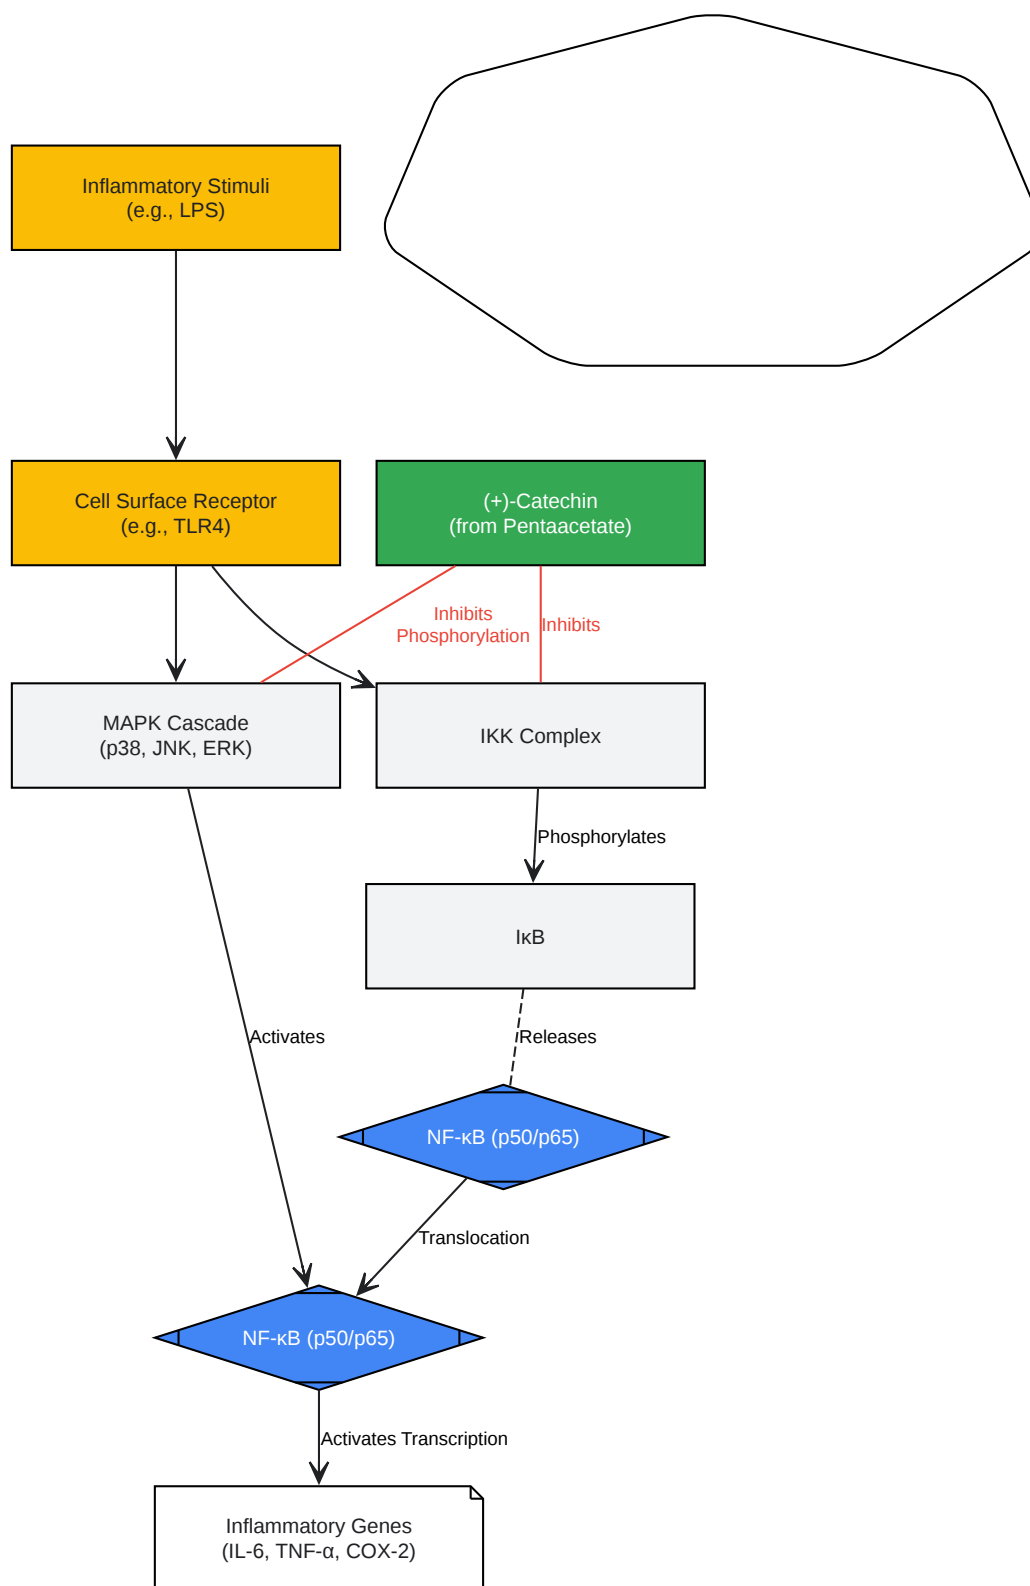 Inflammatory Stimuli
(e.g., LPS)
Cell Surface Receptor
(e.g., TLR4)
(+)-Catechin
(from Pentaacetate)
Inhibits
Phosphorylation
Inhibits
MAPK Cascade
(p38, JNK, ERK)
IKK Complex
Phosphorylates
IκB
Activates
Releases
NF-κB (p50/p65)
Translocation
NF-κB (p50/p65)
Activates Transcription
Inflammatory Genes
(IL-6, TNF-α, COX-2)